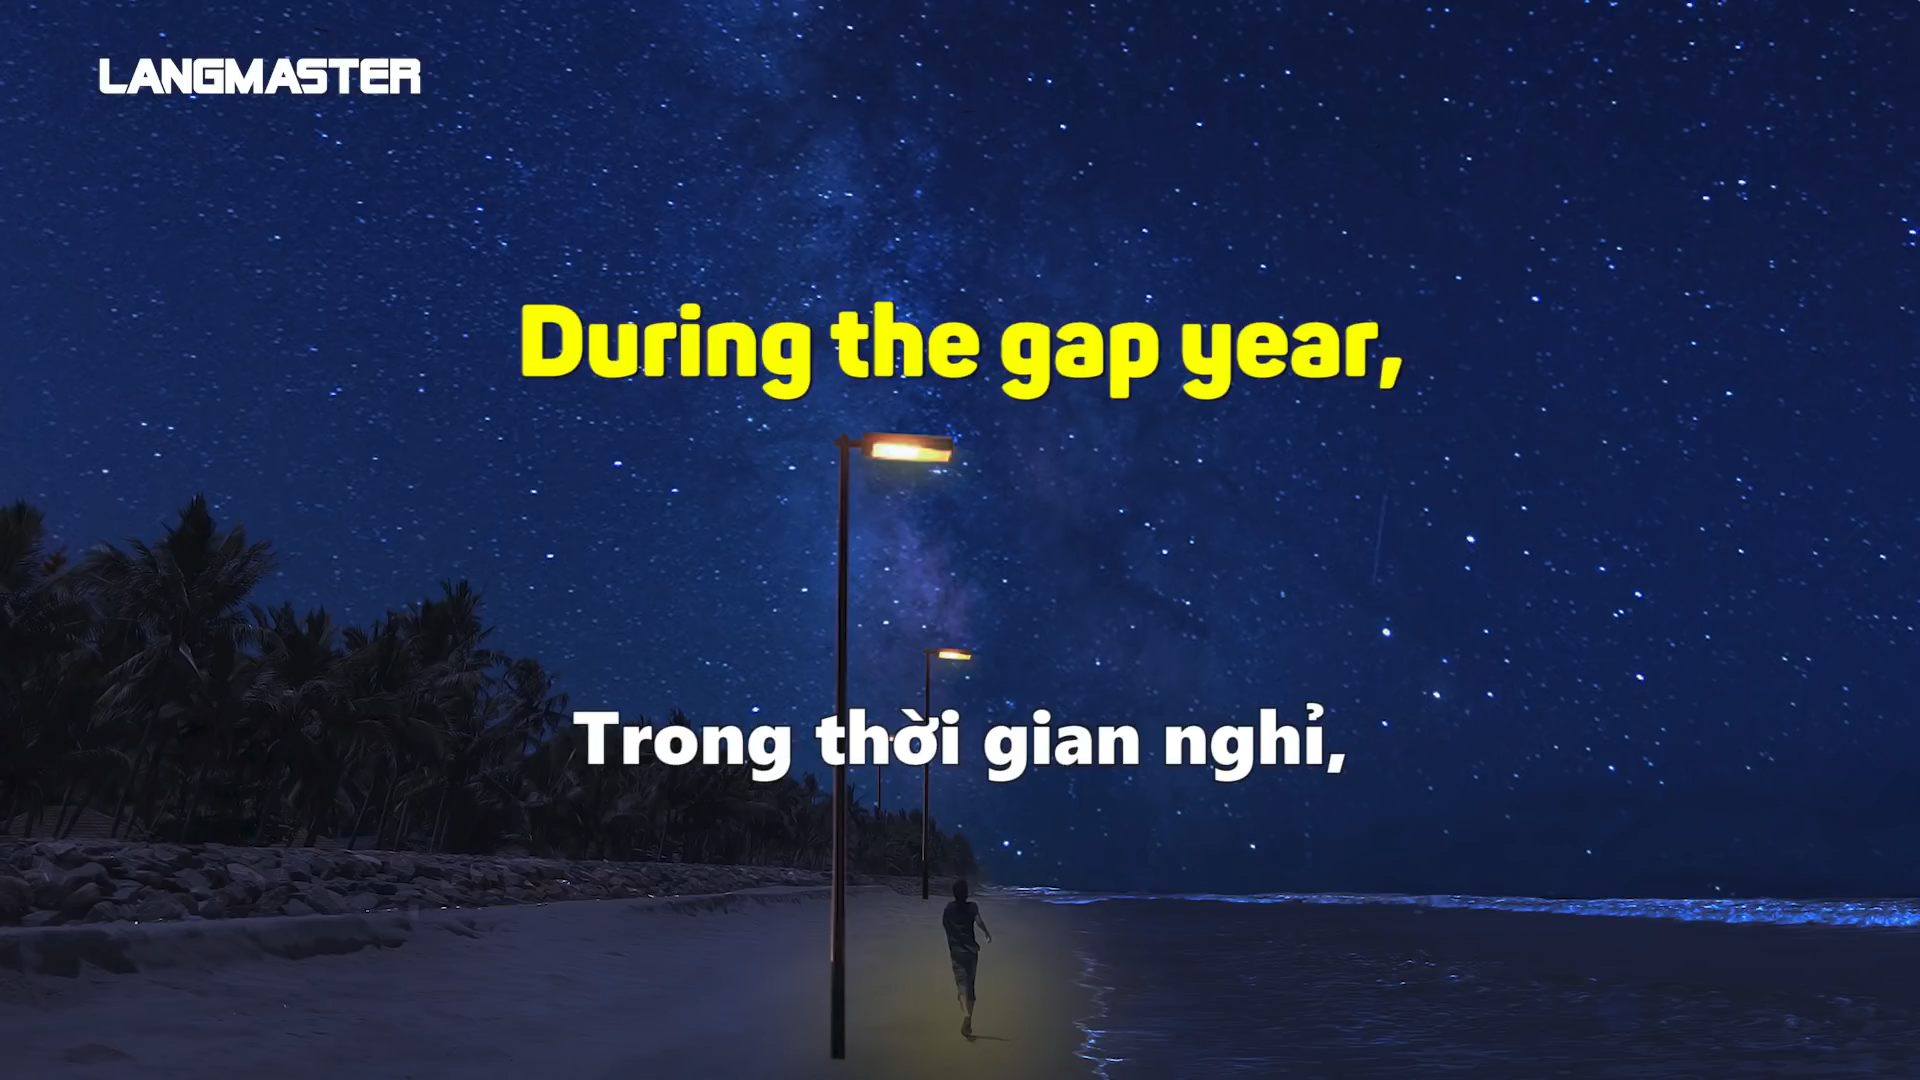 LANGMASTER
During the gap year,
Trong thời gian nghỉ,